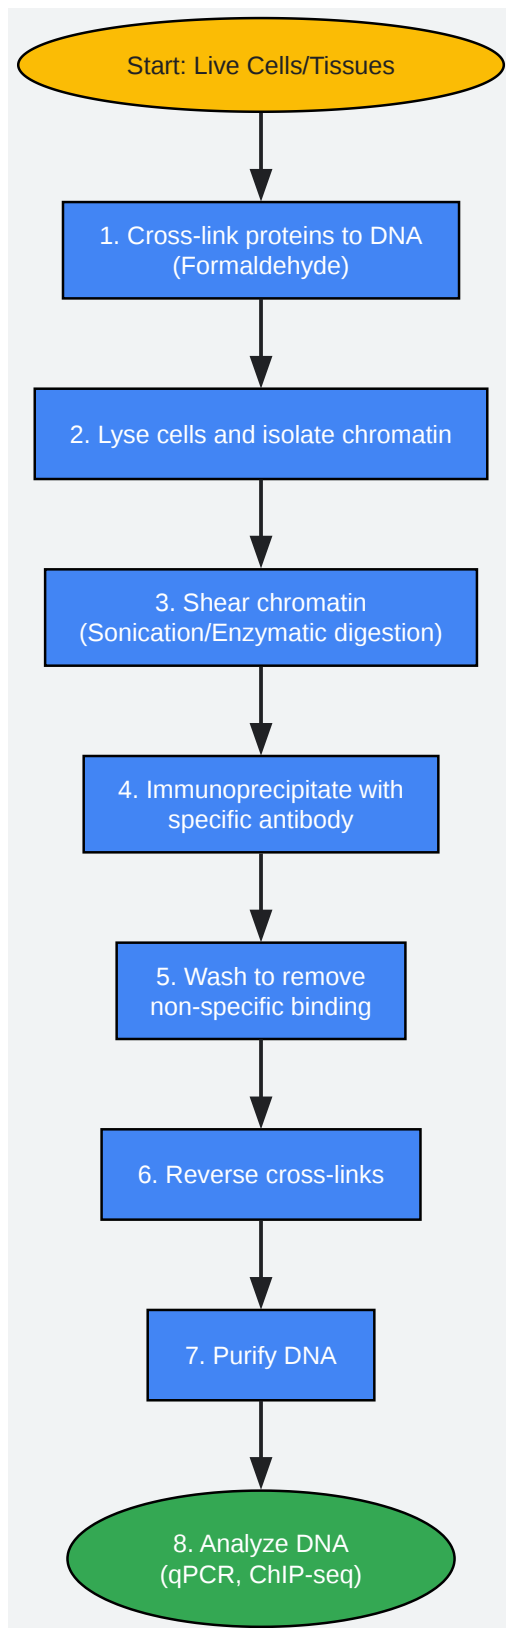 Start: Live Cells/Tissues
1. Cross-link proteins to DNA
(Formaldehyde)
2. Lyse cells and isolate chromatin
3. Shear chromatin
(Sonication/Enzymatic digestion)
4. Immunoprecipitate with
specific antibody
5. Wash to remove
non-specific binding
6. Reverse cross-links
7. Purify DNA
8. Analyze DNA
(qPCR, ChIP-seq)